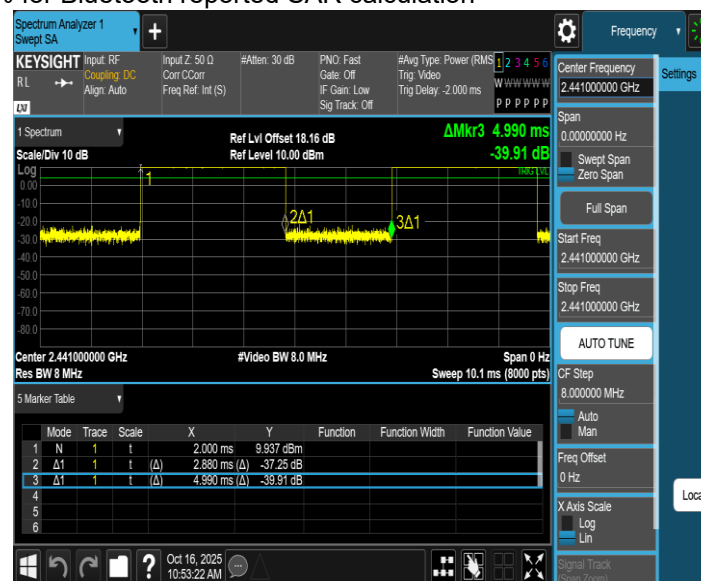 % for Bluetooth reported SAR calculation
Spectrum Analyzer 1
Swept SA
+
Frequency
KEYSIGHT
RL
LXI
Input: RF
Coupling: DC
Align: Auto
Input Z: 50 Ω
Corr CCorr
Freq Ref: Int (S)
#Atten: 30 dB
PNO: Fast
Gate: Off
IF Gain: Low
Sig Track: Off
#Avg Type: Power (RMS
Trig: Video
Trig Delay: -2.000 ms
1 2 3 4 5 6
W W W W W W
P P P P P P
1 Spectrum
Scale/Div 10 dB
Log
Ref Lvl Offset 18.16 dB
Ref Level 10.00 dBm
ΔMkr3 4.990 ms
-39.91 dB
TRIG LVL
0.00
-10.0
-20.0
-30.0
-40.0
-50.0
-60.0
-70.0
-80.0
1
2Δ1
3Δ1
Center 2.441000000 GHz
#Video BW 8.0 MHz
Span 0 Hz
Res BW 8 MHz
Sweep 10.1 ms (8000 pts)
5 Marker Table
Mode Trace Scale X Y Function Function Width Function Value
1 N 1 t 2.000 ms 9.937 dBm
2 Δ1 1 t (Δ) 2.880 ms (Δ) -37.25 dB
3 Δ1 1 t (Δ) 4.990 ms (Δ) -39.91 dB
4
5
6
?
Oct 16, 2025
10:53:22 AM
Center Frequency
2.441000000 GHz
Settings
Span
0.00000000 Hz
Swept Span
Zero Span
Full Span
Start Freq
2.441000000 GHz
Stop Freq
2.441000000 GHz
AUTO TUNE
CF Step
8.000000 MHz
Auto
Man
Freq Offset
0 Hz
Loca
X Axis Scale
Log
Lin
Signal Track
(Span Zoom)